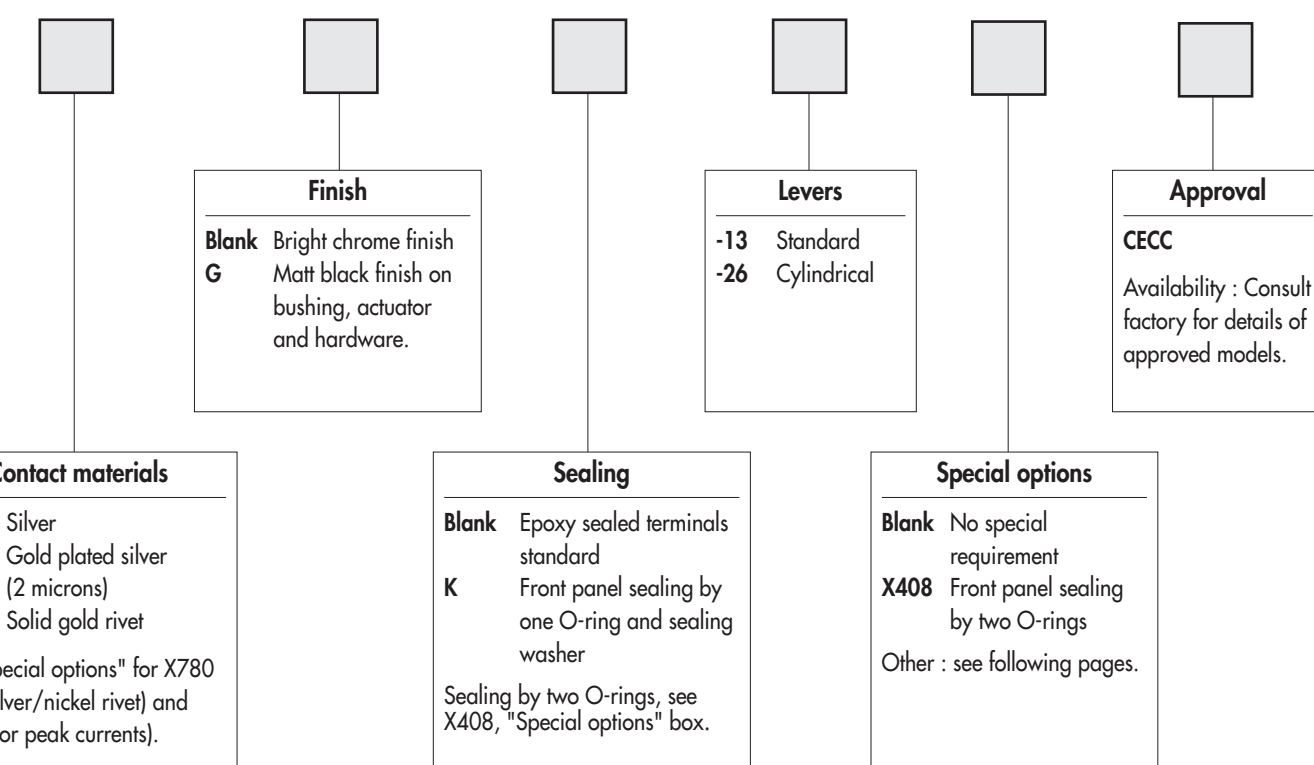 Finish
Blank Bright chrome finish
G Matt black finish on
bushing, actuator
and hardware.
Levers
-13 Standard
-26 Cylindrical
Approval
CECC
Availability : Consult
factory for details of
approved models.
Contact materials
Silver
Gold plated silver
(2 microns)
Solid gold rivet
options" for X780
rivet) and
peak currents).
Sealing
Blank Epoxy sealed terminals
standard
K Front panel sealing by
one O-ring and sealing
washer
Sealing by two O-rings, see
X408, "Special options" box.
Special options
Blank No special
requirement
X408 Front panel sealing
by two O-rings
Other : see following pages.